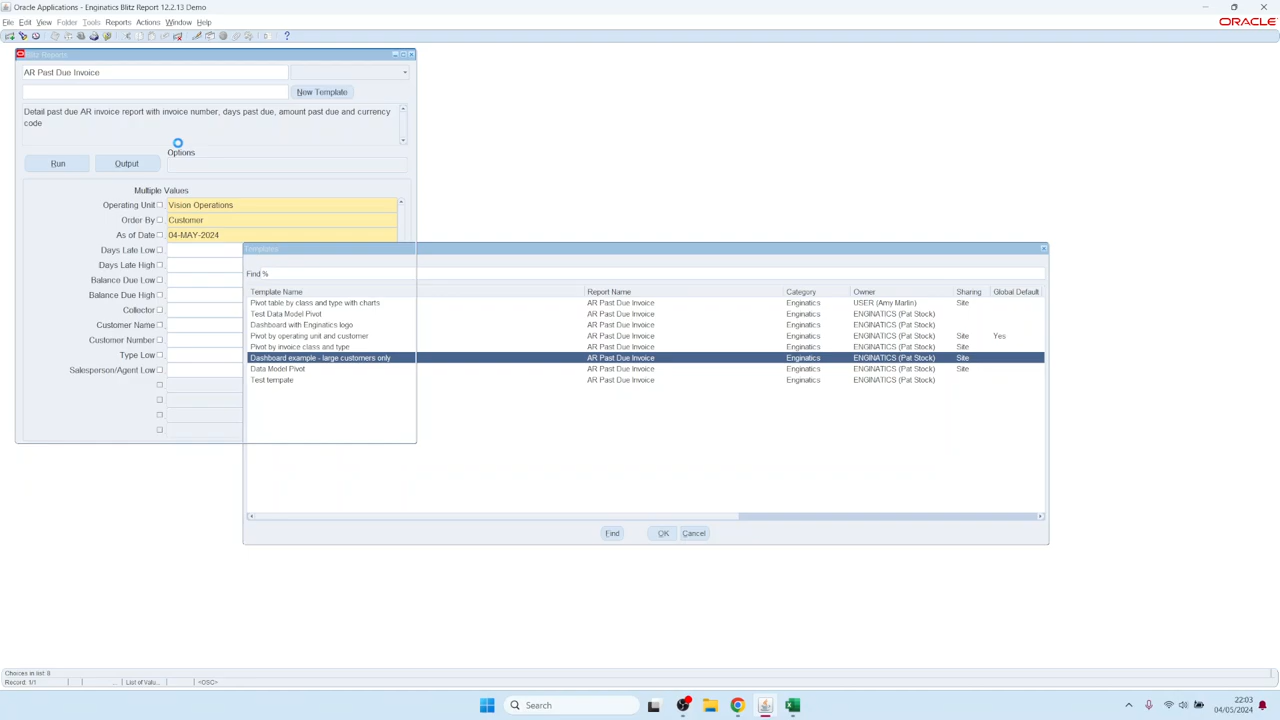 Oracle Applications - Enginatics Blitz Report 12.2.13 Demo
File Edit View Folder Tools Reports Actions Window Help
ORACLE
Blitz Reports
AR Past Due Invoice
New Template
Detail past due AR invoice report with invoice number, days past due, amount past due and currency
code
Options
Run Output
Multiple Values
Operating Unit Vision Operations
Order By Customer
As of Date 04-MAY-2024
Days Late Low
Days Late High
Balance Due Low
Balance Due High
Collector
Customer Name
Customer Number
Type Low
Salesperson/Agent Low
Templates
Find %
Template Name Report Name Category Owner Sharing Global Default
Pivot table by class and type with charts AR Past Due Invoice Enginatics USER (Amy Marlin) Site
Test Data Model Pivot AR Past Due Invoice Enginatics ENGINATICS (Pat Stock)
Dashboard with Enginatics logo AR Past Due Invoice Enginatics ENGINATICS (Pat Stock)
Pivot by operating unit and customer AR Past Due Invoice Enginatics ENGINATICS (Pat Stock) Site Yes
Pivot by invoice class and type AR Past Due Invoice Enginatics ENGINATICS (Pat Stock) Site
Dashboard example - large customers only AR Past Due Invoice Enginatics ENGINATICS (Pat Stock) Site
Data Model Pivot AR Past Due Invoice Enginatics ENGINATICS (Pat Stock) Site
Test tempate AR Past Due Invoice Enginatics ENGINATICS (Pat Stock)
Find OK Cancel
Choices in list: 8
Record: 1/1 ... List of Valu... <OSC>
Search
22:03
04/05/2024